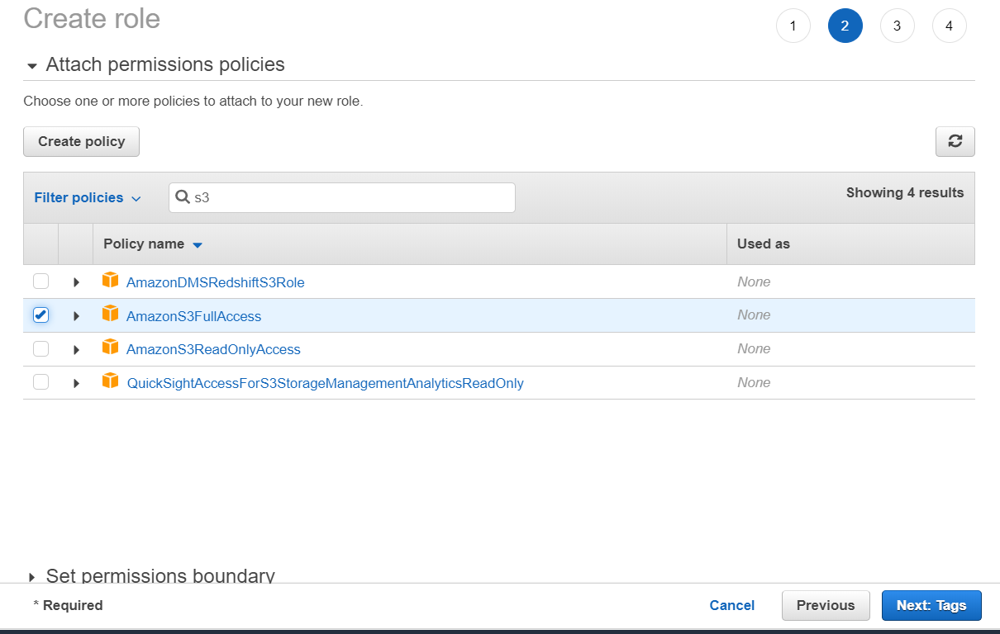 Create role
1 2 3 4
Attach permissions policies
Choose one or more policies to attach to your new role.
Create policy
Filter policies s3 Showing 4 results
Policy name Used as
AmazonDMSRedshiftS3Role None
AmazonS3FullAccess None
AmazonS3ReadOnlyAccess None
QuickSightAccessForS3StorageManagementAnalyticsReadOnly None
Set permissions boundary
* Required Cancel Previous Next: Tags